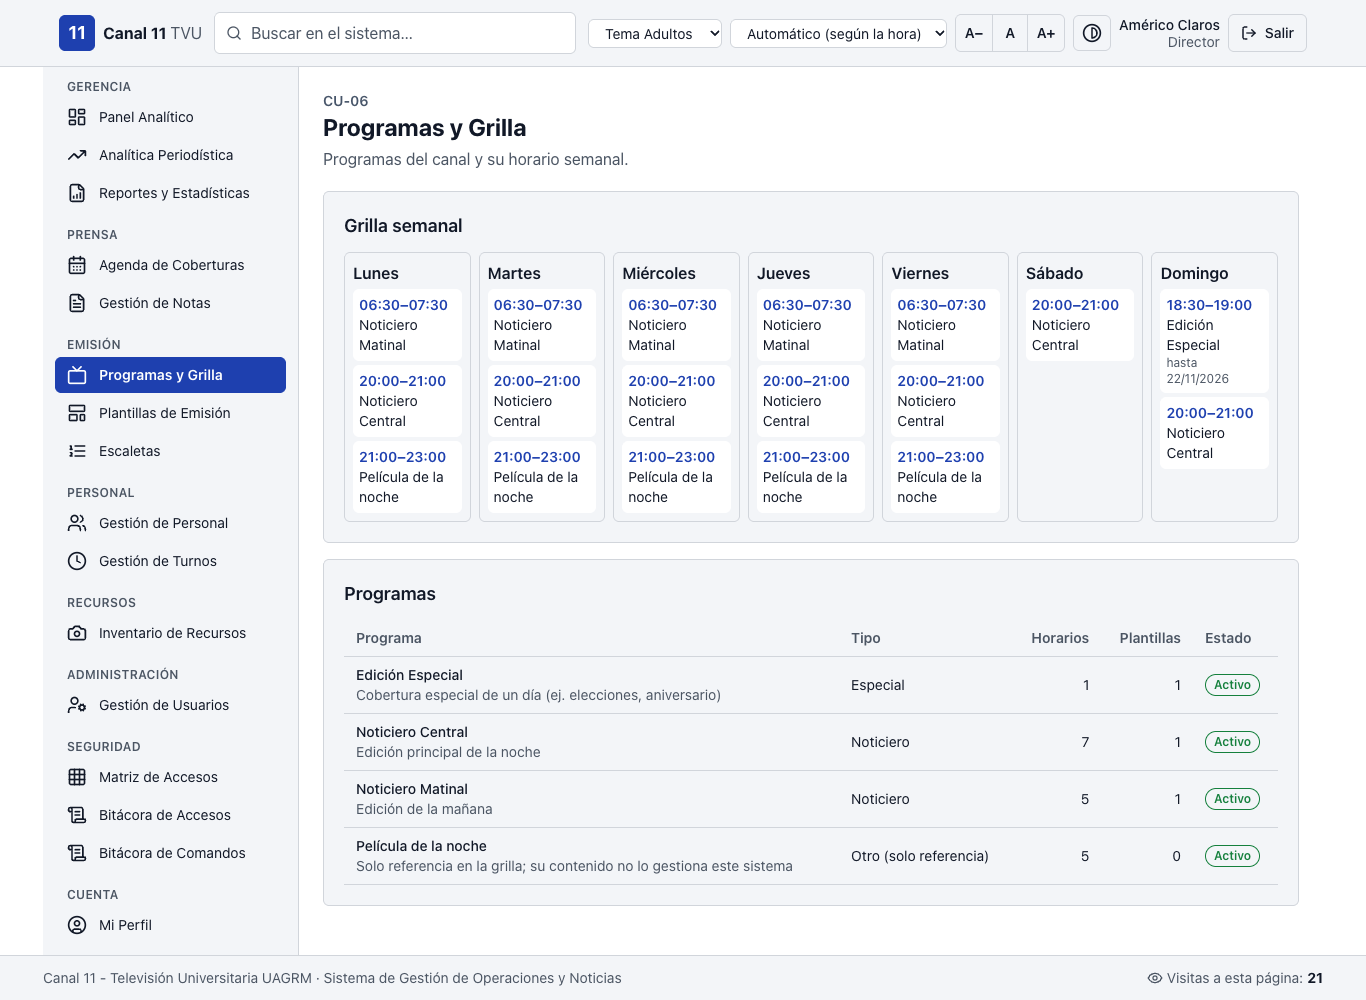 11 Canal 11 TVU
Buscar en el sistema...
Tema Adultos
Automático (según la hora)
A− A A+
Américo Claros
Director
Salir
GERENCIA
Panel Analítico
Analítica Periodística
Reportes y Estadísticas
PRENSA
Agenda de Coberturas
Gestión de Notas
EMISIÓN
Programas y Grilla
Plantillas de Emisión
Escaletas
PERSONAL
Gestión de Personal
Gestión de Turnos
RECURSOS
Inventario de Recursos
ADMINISTRACIÓN
Gestión de Usuarios
SEGURIDAD
Matriz de Accesos
Bitácora de Accesos
Bitácora de Comandos
CUENTA
Mi Perfil
CU-06
Programas y Grilla
Programas del canal y su horario semanal.
Grilla semanal
Lunes
06:30–07:30
Noticiero
Matinal
20:00–21:00
Noticiero
Central
21:00–23:00
Película de la
noche
Martes
06:30–07:30
Noticiero
Matinal
20:00–21:00
Noticiero
Central
21:00–23:00
Película de la
noche
Miércoles
06:30–07:30
Noticiero
Matinal
20:00–21:00
Noticiero
Central
21:00–23:00
Película de la
noche
Jueves
06:30–07:30
Noticiero
Matinal
20:00–21:00
Noticiero
Central
21:00–23:00
Película de la
noche
Viernes
06:30–07:30
Noticiero
Matinal
20:00–21:00
Noticiero
Central
21:00–23:00
Película de la
noche
Sábado
20:00–21:00
Noticiero
Central
Domingo
18:30–19:00
Edición
Especial
hasta
22/11/2026
20:00–21:00
Noticiero
Central
Programas
Programa Tipo Horarios Plantillas Estado
Edición Especial
Cobertura especial de un día (ej. elecciones, aniversario)
Especial 1 1 Activo
Noticiero Central
Edición principal de la noche
Noticiero 7 1 Activo
Noticiero Matinal
Edición de la mañana
Noticiero 5 1 Activo
Película de la noche
Solo referencia en la grilla; su contenido no lo gestiona este sistema
Otro (solo referencia) 5 0 Activo
Canal 11 - Televisión Universitaria UAGRM · Sistema de Gestión de Operaciones y Noticias
Visitas a esta página: 21